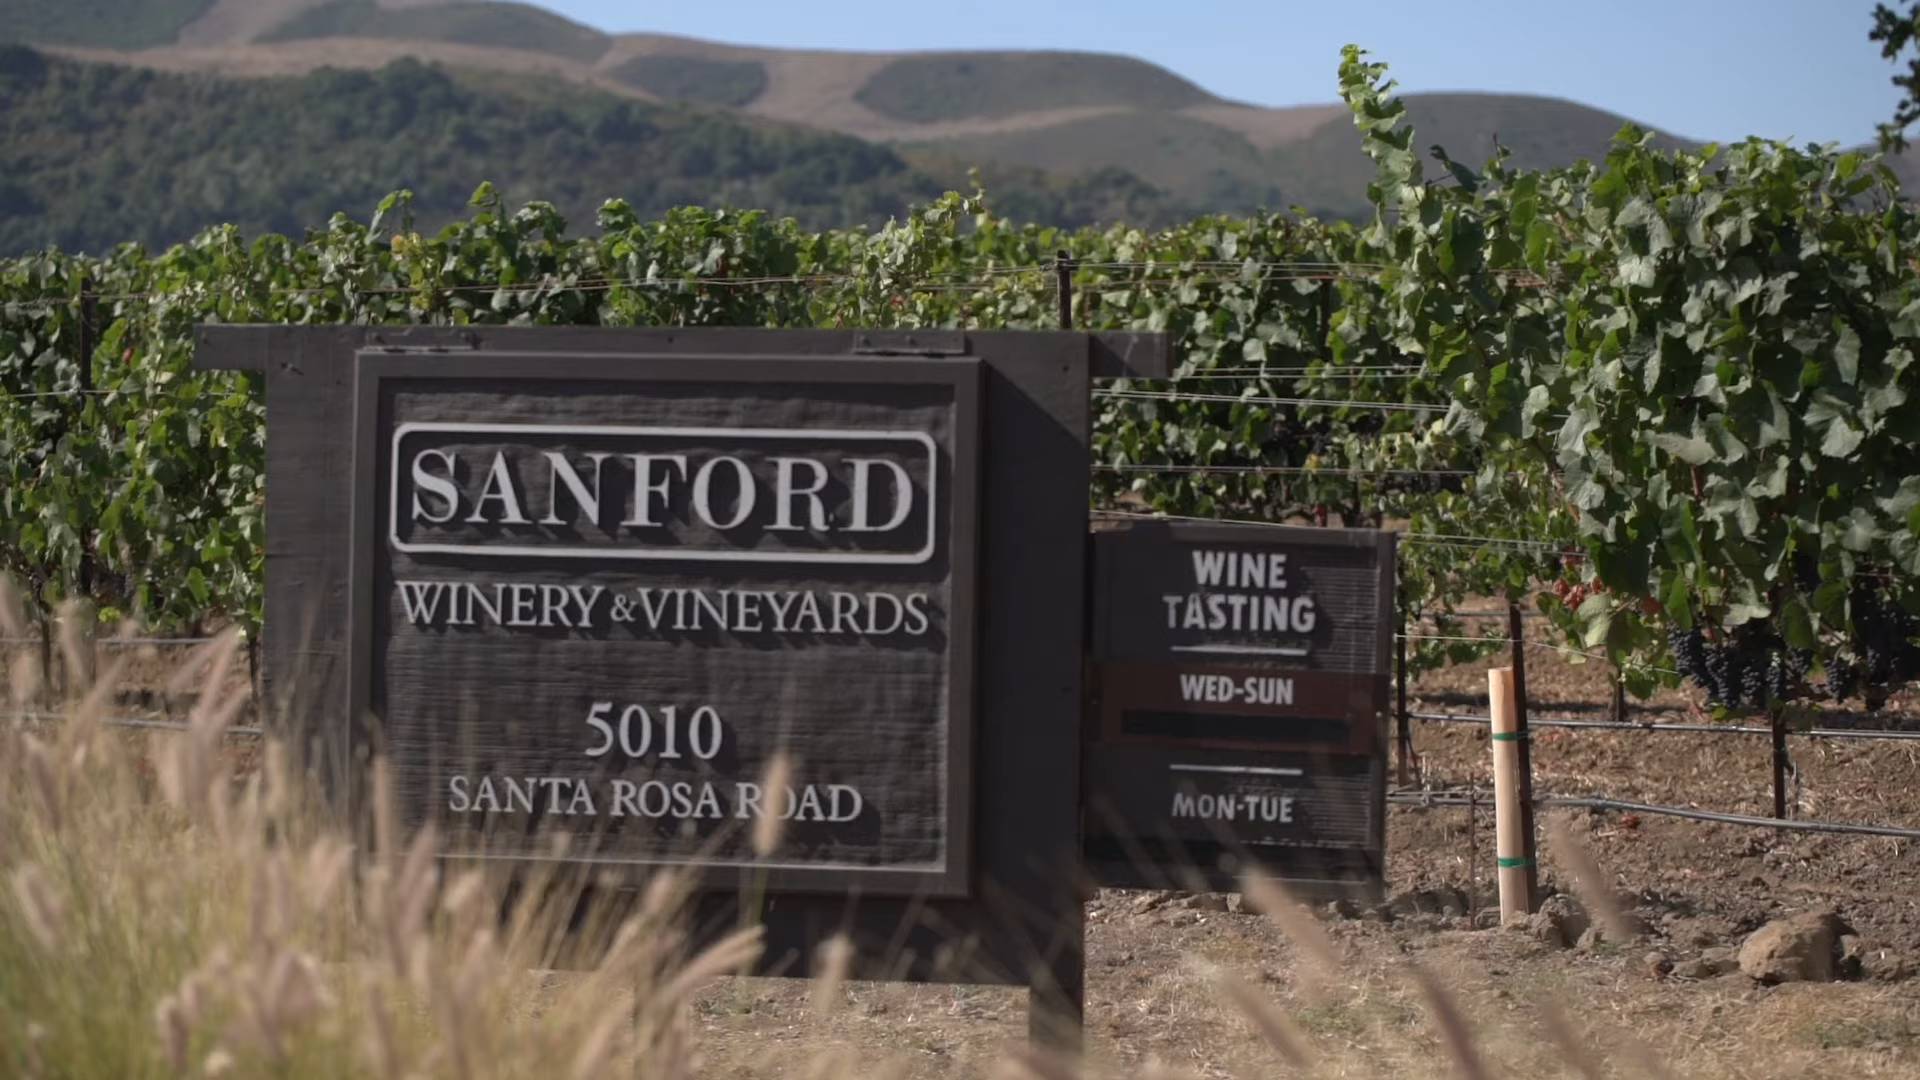 SANFORD
WINERY & VINEYARDS
5010
SANTA ROSA ROAD
WINE
TASTING
WED-SUN
MON-TUE